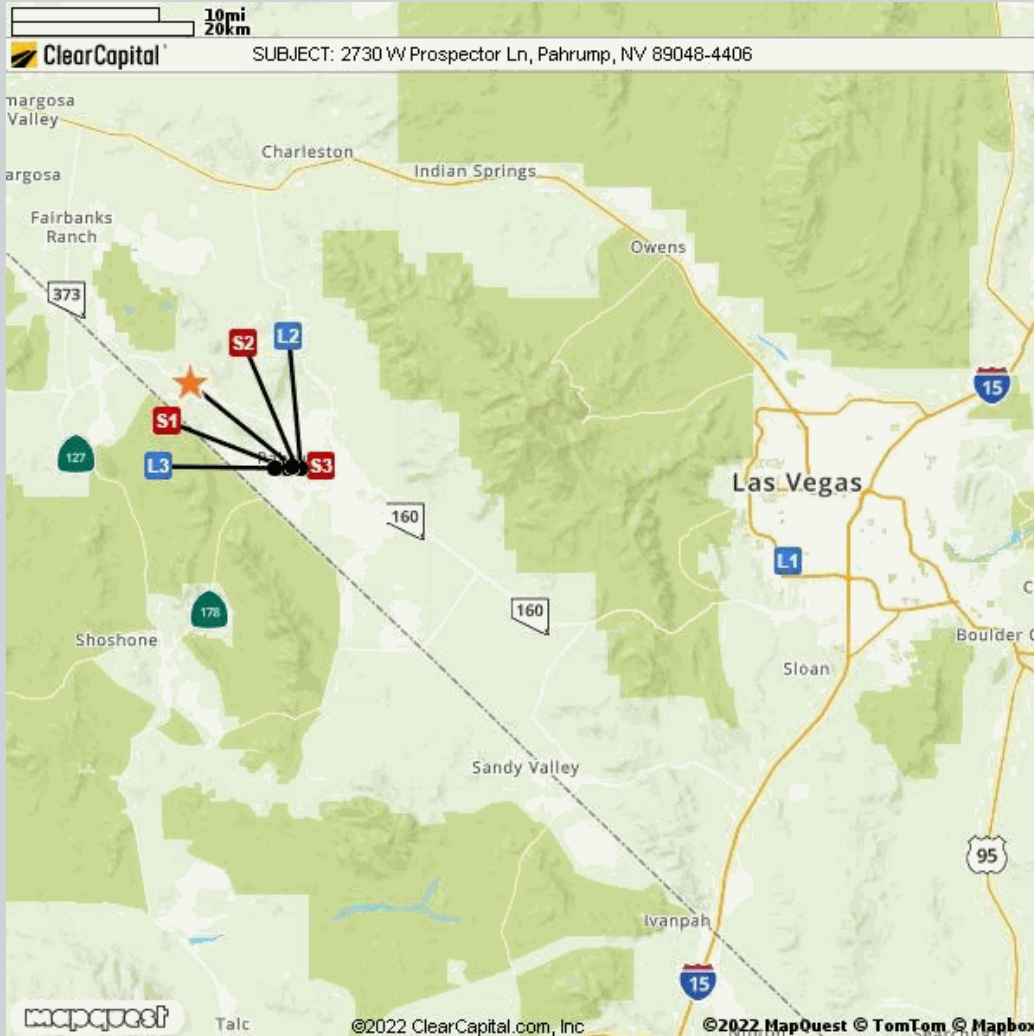 10mi
20km
ClearCapital
SUBJECT: 2730 W Prospector Ln, Pahrump, NV 89048-4406
margosa
Valley
Charleston
Indian Springs
argosa
Fairbanks
Ranch
Owens
373
S2
L2
15
S1
127
L3
S3
Las Vegas
160
L1
178
160
Shoshone
Boulder C
Sloan
Sandy Valley
95
Ivanpah
15
mapquest
Talc
©2022 ClearCapital.com, Inc
©2022 MapQuest © TomTom © Mapbox